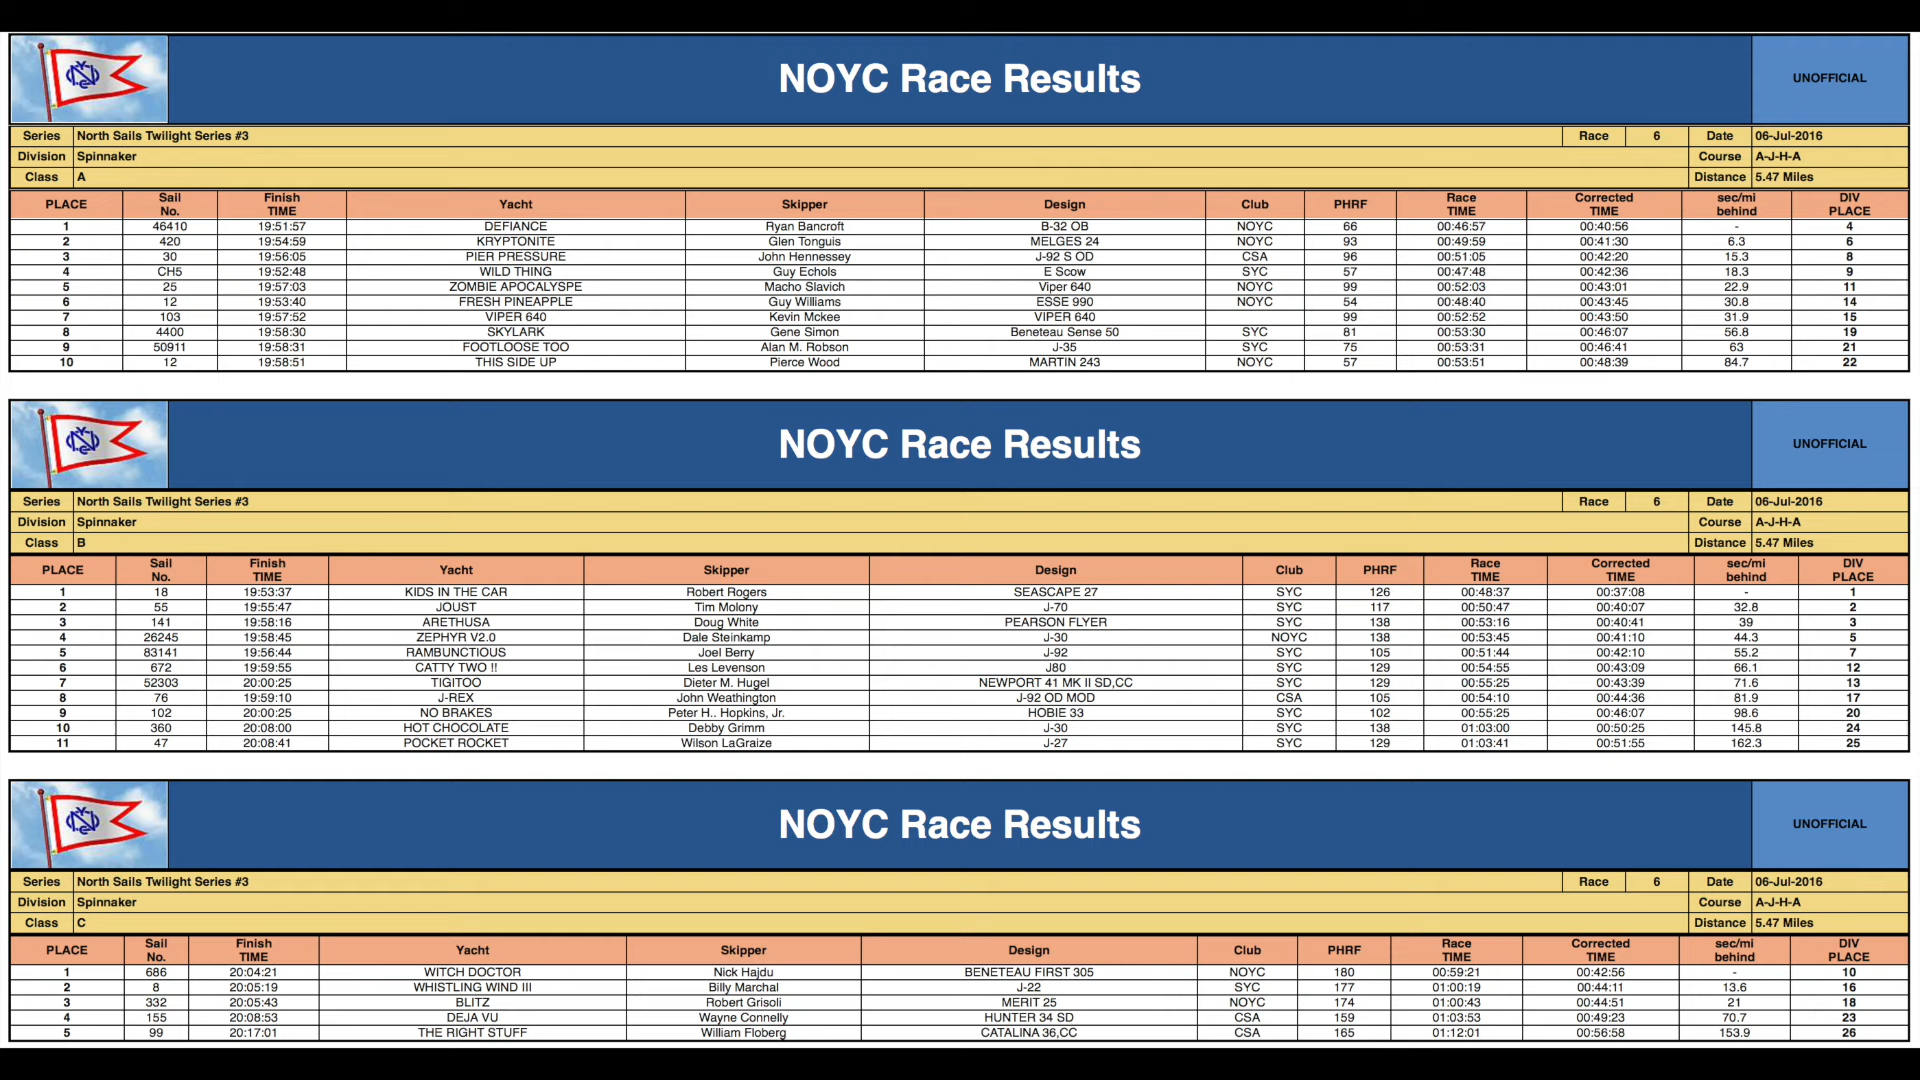 NOYC Race Results
UNOFFICIAL
Series North Sails Twilight Series #3 Race 6 Date 06-Jul-2016
Division Spinnaker Course A-J-H-A
Class A Distance 5.47 Miles
PLACE Sail No. Finish TIME Yacht Skipper Design Club PHRF Race TIME Corrected TIME sec/mi behind DIV PLACE
1 46410 19:51:57 DEFIANCE Ryan Bancroft B-32 OB NOYC 66 00:46:57 00:40:56 - 4
2 420 19:54:59 KRYPTONITE Glen Tonguis MELGES 24 NOYC 93 00:49:59 00:41:30 6.3 6
3 30 19:56:05 PIER PRESSURE John Hennessey J-92 S OD CSA 96 00:51:05 00:42:20 15.3 8
4 CH5 19:52:48 WILD THING Guy Echols E Scow SYC 57 00:47:48 00:42:36 18.3 9
5 25 19:57:03 ZOMBIE APOCALYSPE Macho Slavich Viper 640 NOYC 99 00:52:03 00:43:01 22.9 11
6 12 19:53:40 FRESH PINEAPPLE Guy Williams ESSE 990 NOYC 54 00:48:40 00:43:45 30.8 14
7 103 19:57:52 VIPER 640 Kevin Mckee VIPER 640 99 00:52:52 00:43:50 31.9 15
8 4400 19:58:30 SKYLARK Gene Simon Beneteau Sense 50 SYC 81 00:53:30 00:46:07 56.8 19
9 50911 19:58:31 FOOTLOOSE TOO Alan M. Robson J-35 SYC 75 00:53:31 00:46:41 63 21
10 12 19:58:51 THIS SIDE UP Pierce Wood MARTIN 243 NOYC 57 00:53:51 00:48:39 84.7 22
NOYC Race Results
UNOFFICIAL
Series North Sails Twilight Series #3 Race 6 Date 06-Jul-2016
Division Spinnaker Course A-J-H-A
Class B Distance 5.47 Miles
PLACE Sail No. Finish TIME Yacht Skipper Design Club PHRF Race TIME Corrected TIME sec/mi behind DIV PLACE
1 18 19:53:37 KIDS IN THE CAR Robert Rogers SEASCAPE 27 SYC 126 00:48:37 00:37:08 - 1
2 55 19:55:47 JOUST Tim Molony J-70 SYC 117 00:50:47 00:40:07 32.8 2
3 141 19:58:16 ARETHUSA Doug White PEARSON FLYER SYC 138 00:53:16 00:40:41 39 3
4 26245 19:58:45 ZEPHYR V2.0 Dale Steinkamp J-30 NOYC 138 00:53:45 00:41:10 44.3 5
5 83141 19:56:44 RAMBUNCTIOUS Joel Berry J-92 SYC 105 00:51:44 00:42:10 55.2 7
6 672 19:59:55 CATTY TWO !! Les Levenson J80 SYC 129 00:54:55 00:43:09 66.1 12
7 52303 20:00:25 TIGITOO Dieter M. Hugel NEWPORT 41 MK II SD,CC SYC 129 00:55:25 00:43:39 71.6 13
8 76 19:59:10 J-REX John Weathington J-92 OD MOD CSA 105 00:54:10 00:44:36 81.9 17
9 102 20:00:25 NO BRAKES Peter H.. Hopkins, Jr. HOBIE 33 SYC 102 00:55:25 00:46:07 98.6 20
10 360 20:08:00 HOT CHOCOLATE Debby Grimm J-30 SYC 138 01:03:00 00:50:25 145.8 24
11 47 20:08:41 POCKET ROCKET Wilson LaGraize J-27 SYC 129 01:03:41 00:51:55 162.3 25
NOYC Race Results
UNOFFICIAL
Series North Sails Twilight Series #3 Race 6 Date 06-Jul-2016
Division Spinnaker Course A-J-H-A
Class C Distance 5.47 Miles
PLACE Sail No. Finish TIME Yacht Skipper Design Club PHRF Race TIME Corrected TIME sec/mi behind DIV PLACE
1 686 20:04:21 WITCH DOCTOR Nick Hajdu BENETEAU FIRST 305 NOYC 180 00:59:21 00:42:56 - 10
2 8 20:05:19 WHISTLING WIND III Billy Marchal J-22 SYC 177 01:00:19 00:44:11 13.6 16
3 332 20:05:43 BLITZ Robert Grisoli MERIT 25 NOYC 174 01:00:43 00:44:51 21 18
4 155 20:08:53 DEJA VU Wayne Connelly HUNTER 34 SD CSA 159 01:03:53 00:49:23 70.7 23
5 99 20:17:01 THE RIGHT STUFF William Floberg CATALINA 36,CC CSA 165 01:12:01 00:56:58 153.9 26